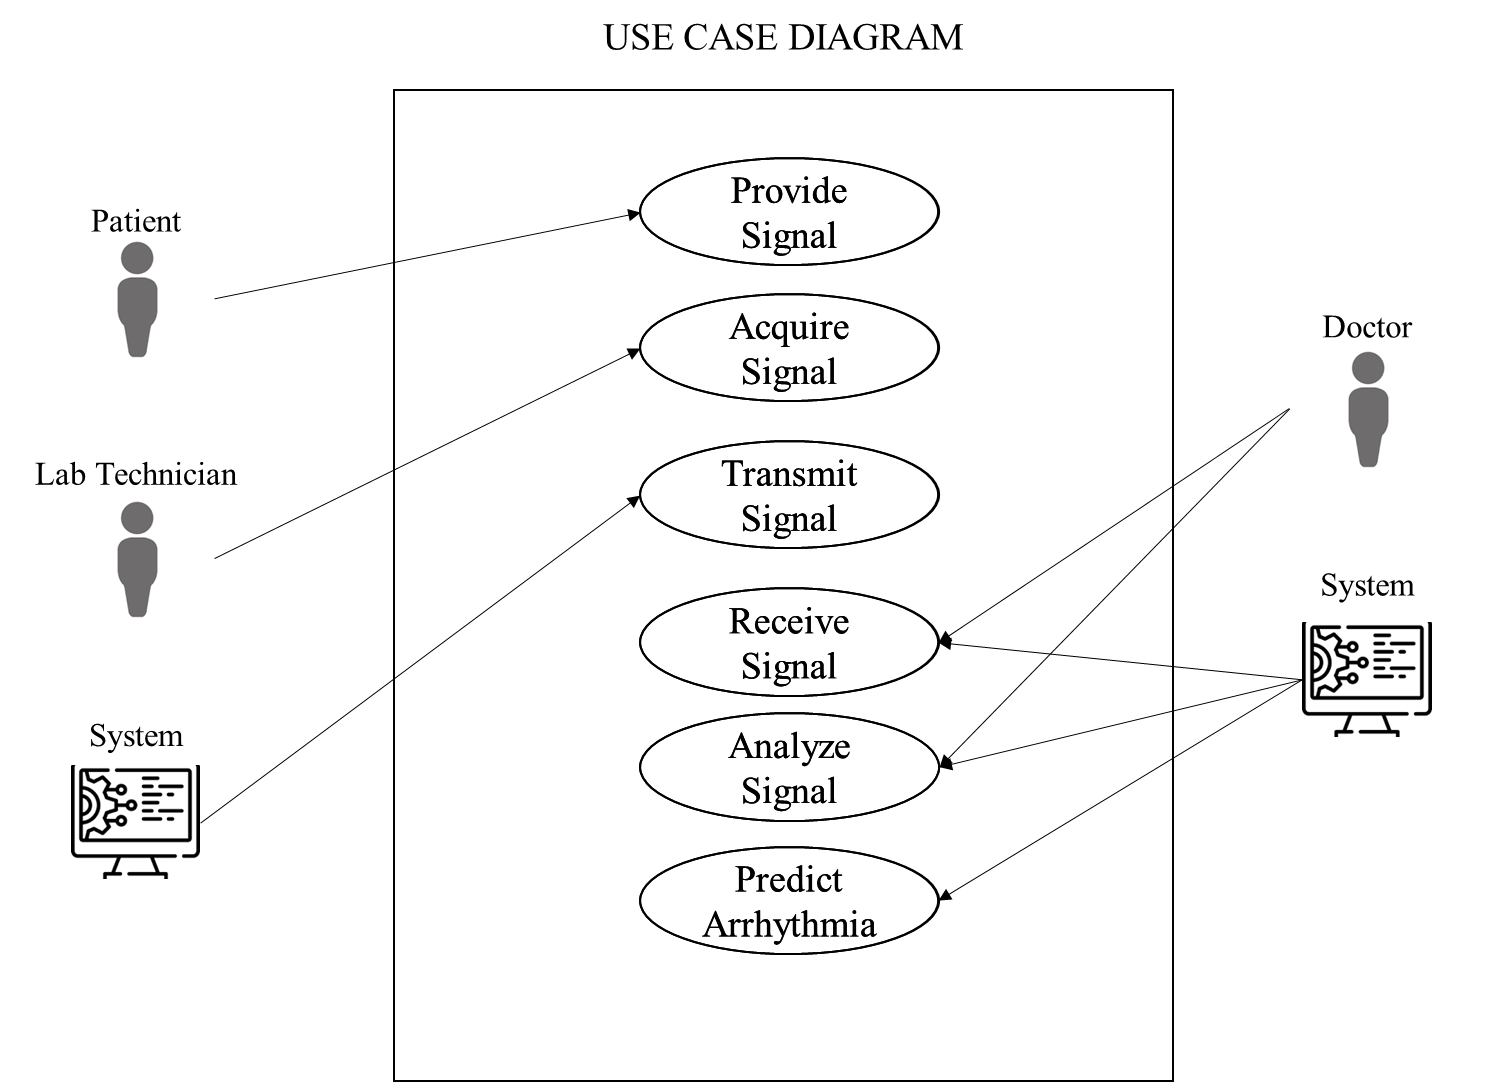 USE CASE DIAGRAM
Patient
Lab Technician
System
Provide
Signal
Acquire
Signal
Transmit
Signal
Receive
Signal
Analyze
Signal
Predict
Arrhythmia
Doctor
System